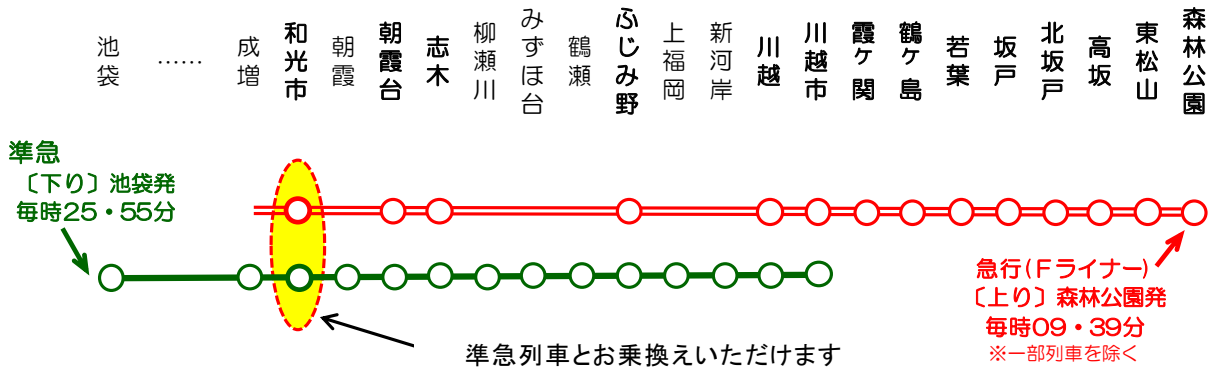 池袋
……
成増
和光市
朝霞
朝霞台
志木
柳瀬川
みずほ台
鶴瀬
ふじみ野
上福岡
新河岸
川越
川越市
霞ヶ関
鶴ヶ島
若葉
坂戸
北坂戸
高坂
東松山
森林公園
準急
〔下り〕池袋発
毎時25・55分
急行(Fライナー)
〔上り〕森林公園発
毎時09・39分
※一部列車を除く
準急列車とお乗換えいただけます